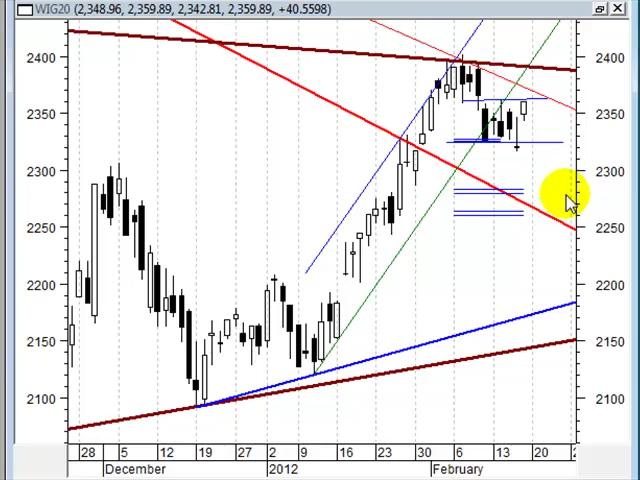 WIG20 (2,348.96, 2,359.89, 2,342.81, 2,359.89, +40.5598)
2400 2400
2350 2350
2300 2300
2250 2250
2200 2200
2150 2150
2100 2100
28 5 12 19 27 2 9 16 23 30 6 13 20 2
December 2012 February